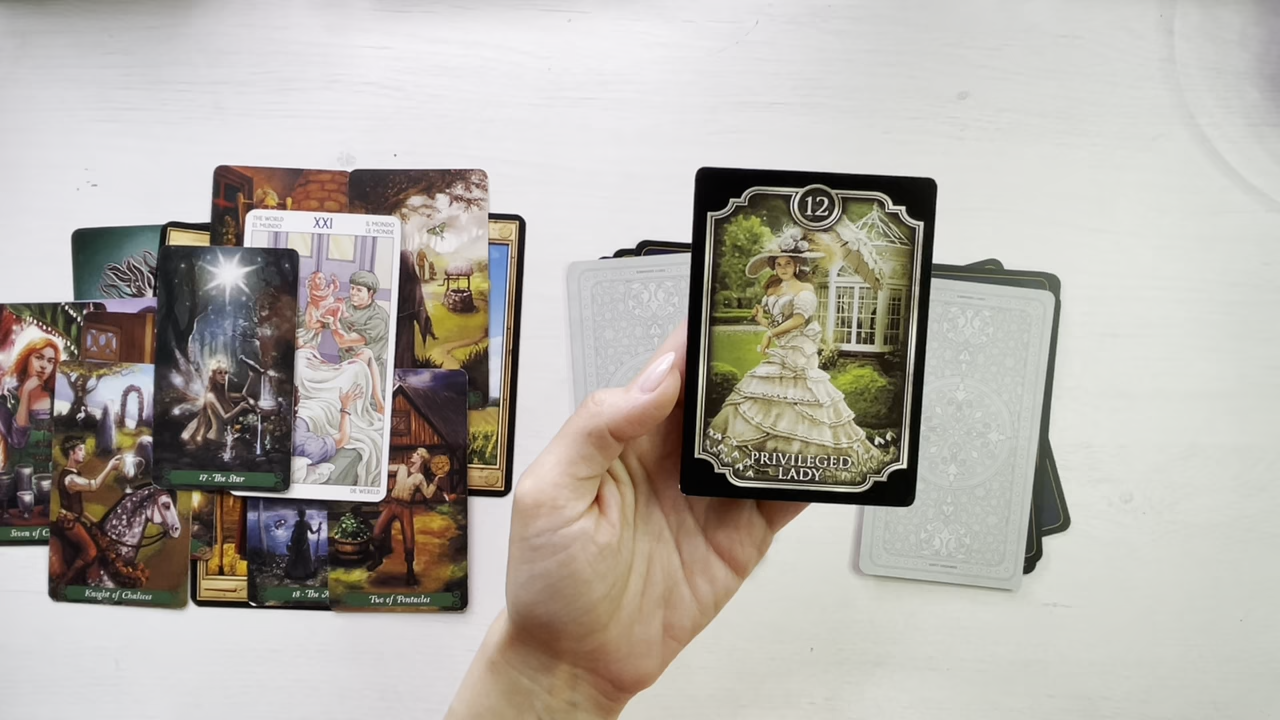 THE WORLD
EL MUNDO
XXI
IL MONDO
LE MONDE
12
PRIVILEGED
LADY
17 - The Star
DE WERELD
Seven of
Knight of Chalices
18 - The
Two of Pentacles